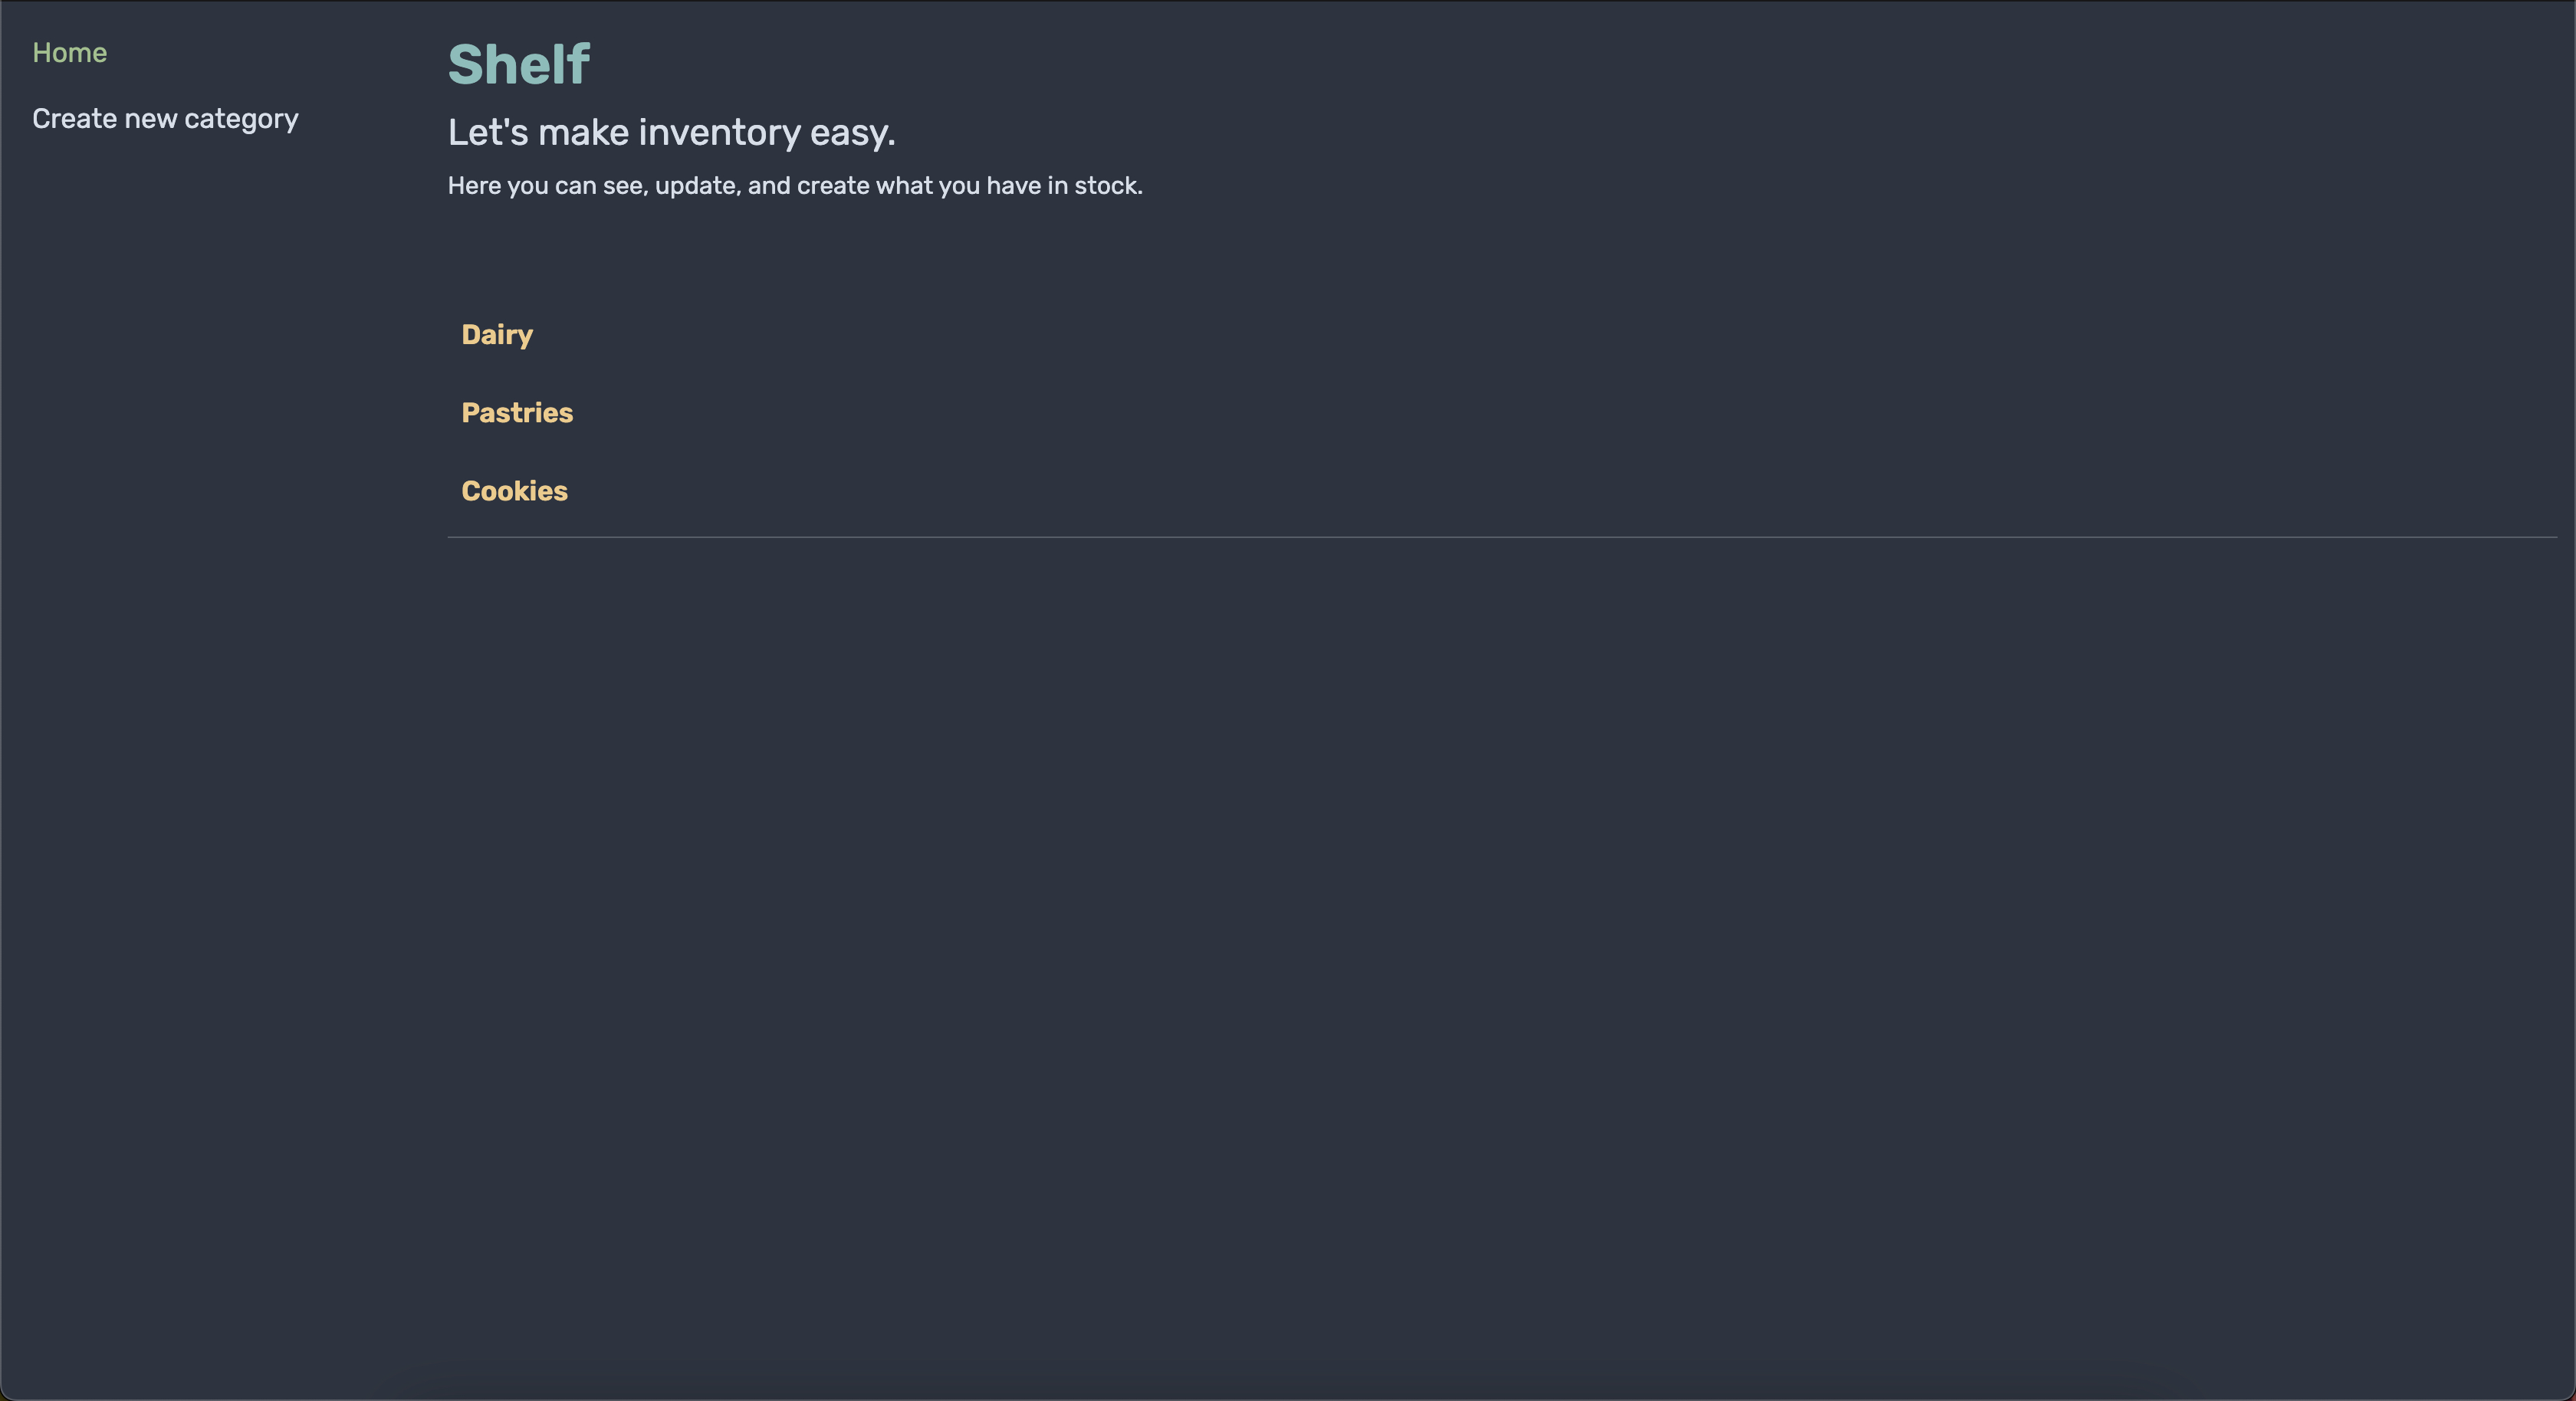 Home
Create new category
Shelf
Let's make inventory easy.
Here you can see, update, and create what you have in stock.
Dairy
Pastries
Cookies